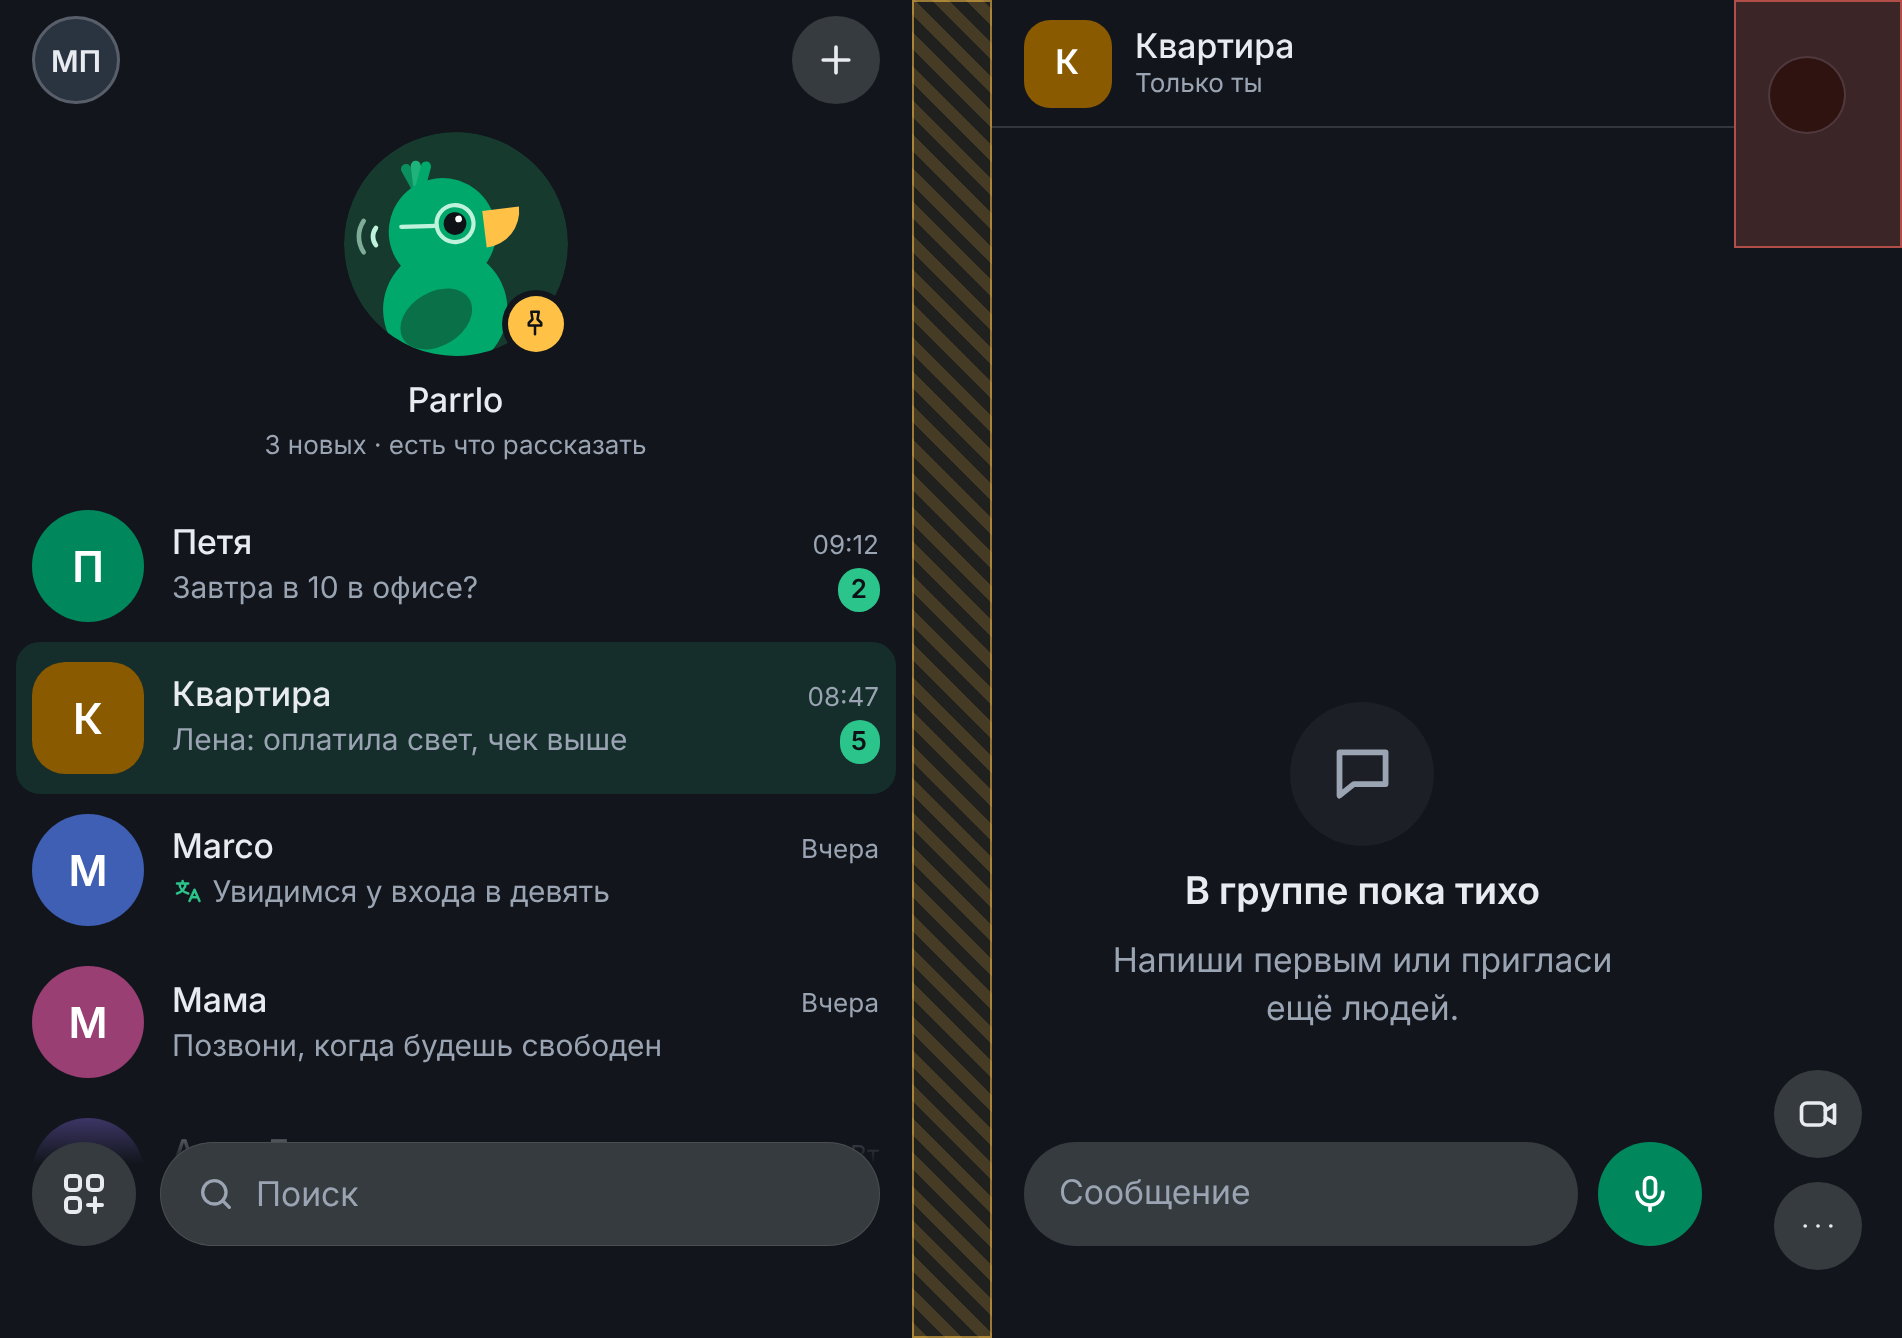 МП
Parrlo
3 новых · есть что рассказать
П
Петя
09:12
Завтра в 10 в офисе?
2
К
Квартира
08:47
Лена: оплатила свет, чек выше
5
M
Marco
Вчера
Увидимся у входа в девять
М
Мама
Вчера
Позвони, когда будешь свободен
Поиск
К
Квартира
Только ты
В группе пока тихо
Напиши первым или пригласи
ещё людей.
Сообщение